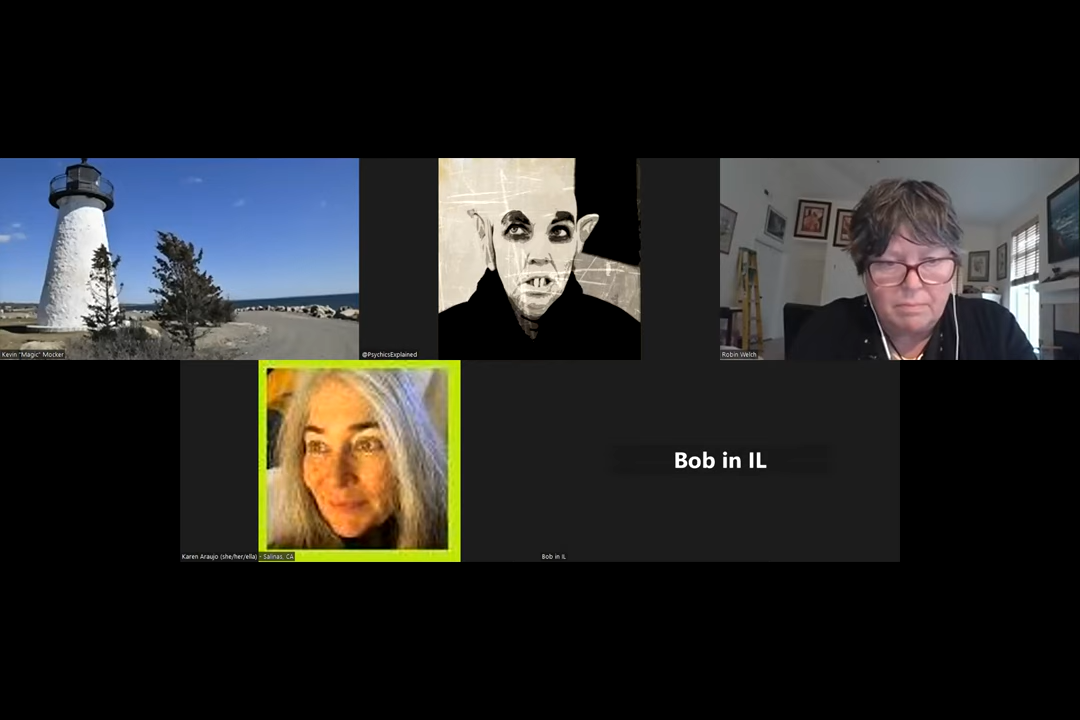 Kevin "Magic" Mocker
@PsychicsExplained
Robin Welch
Bob in IL
Karen Araujo (she/her/ella) - Salinas, CA
Bob in IL